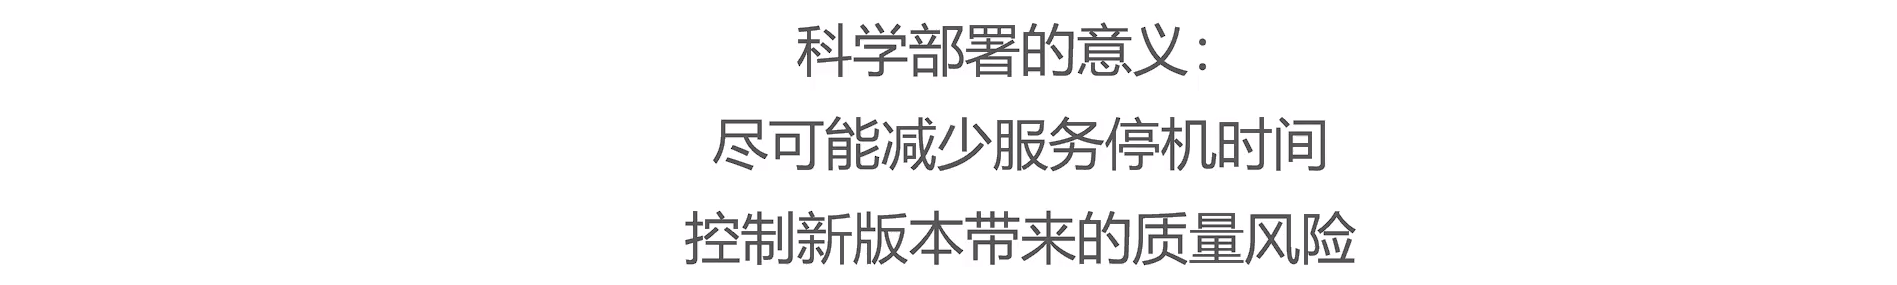 科学部署的意义：
尽可能减少服务停机时间
控制新版本带来的质量风险